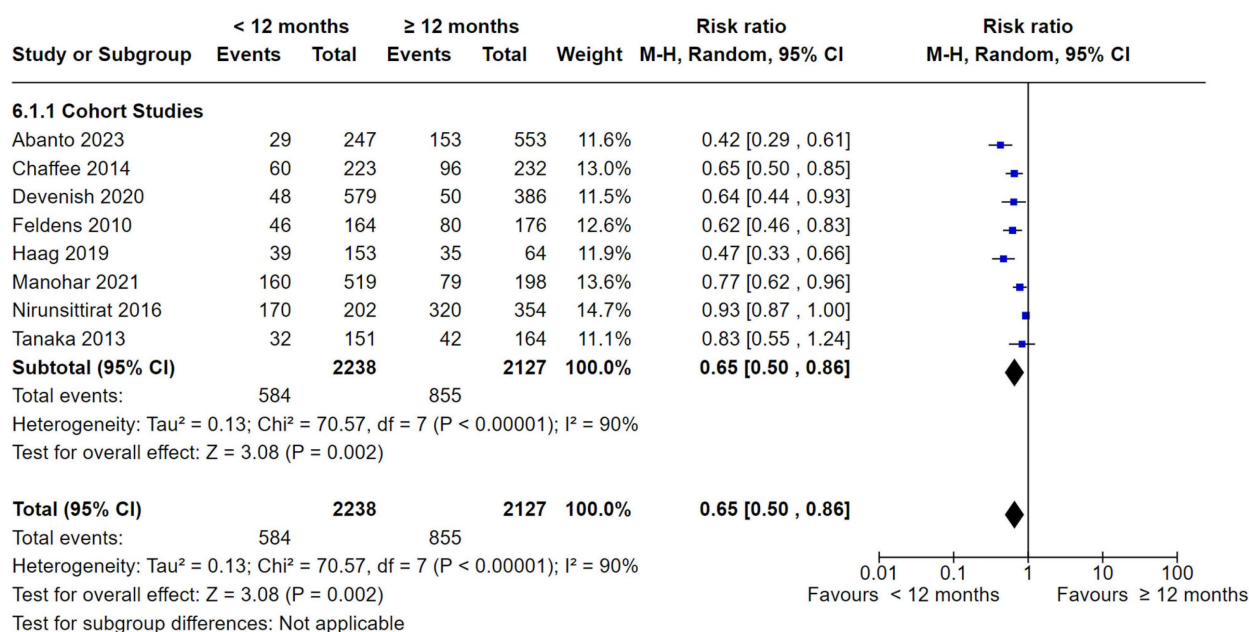 < 12 months ≥ 12 months Risk ratio Risk ratio
Study or Subgroup Events Total Events Total Weight M-H, Random, 95% CI M-H, Random, 95% CI
6.1.1 Cohort Studies
Abanto 2023 29 247 153 553 11.6% 0.42 [0.29 , 0.61]
Chaffee 2014 60 223 96 232 13.0% 0.65 [0.50 , 0.85]
Devenish 2020 48 579 50 386 11.5% 0.64 [0.44 , 0.93]
Feldens 2010 46 164 80 176 12.6% 0.62 [0.46 , 0.83]
Haag 2019 39 153 35 64 11.9% 0.47 [0.33 , 0.66]
Manohar 2021 160 519 79 198 13.6% 0.77 [0.62 , 0.96]
Nirunsittirat 2016 170 202 320 354 14.7% 0.93 [0.87 , 1.00]
Tanaka 2013 32 151 42 164 11.1% 0.83 [0.55 , 1.24]
Subtotal (95% CI) 2238 2127 100.0% 0.65 [0.50 , 0.86]
Total events: 584 855
Heterogeneity: Tau² = 0.13; Chi² = 70.57, df = 7 (P < 0.00001); I² = 90%
Test for overall effect: Z = 3.08 (P = 0.002)
Total (95% CI) 2238 2127 100.0% 0.65 [0.50 , 0.86]
Total events: 584 855
Heterogeneity: Tau² = 0.13; Chi² = 70.57, df = 7 (P < 0.00001); I² = 90%
0.01 0.1 1 10 100
Test for overall effect: Z = 3.08 (P = 0.002)
Favours < 12 months Favours ≥ 12 months
Test for subgroup differences: Not applicable